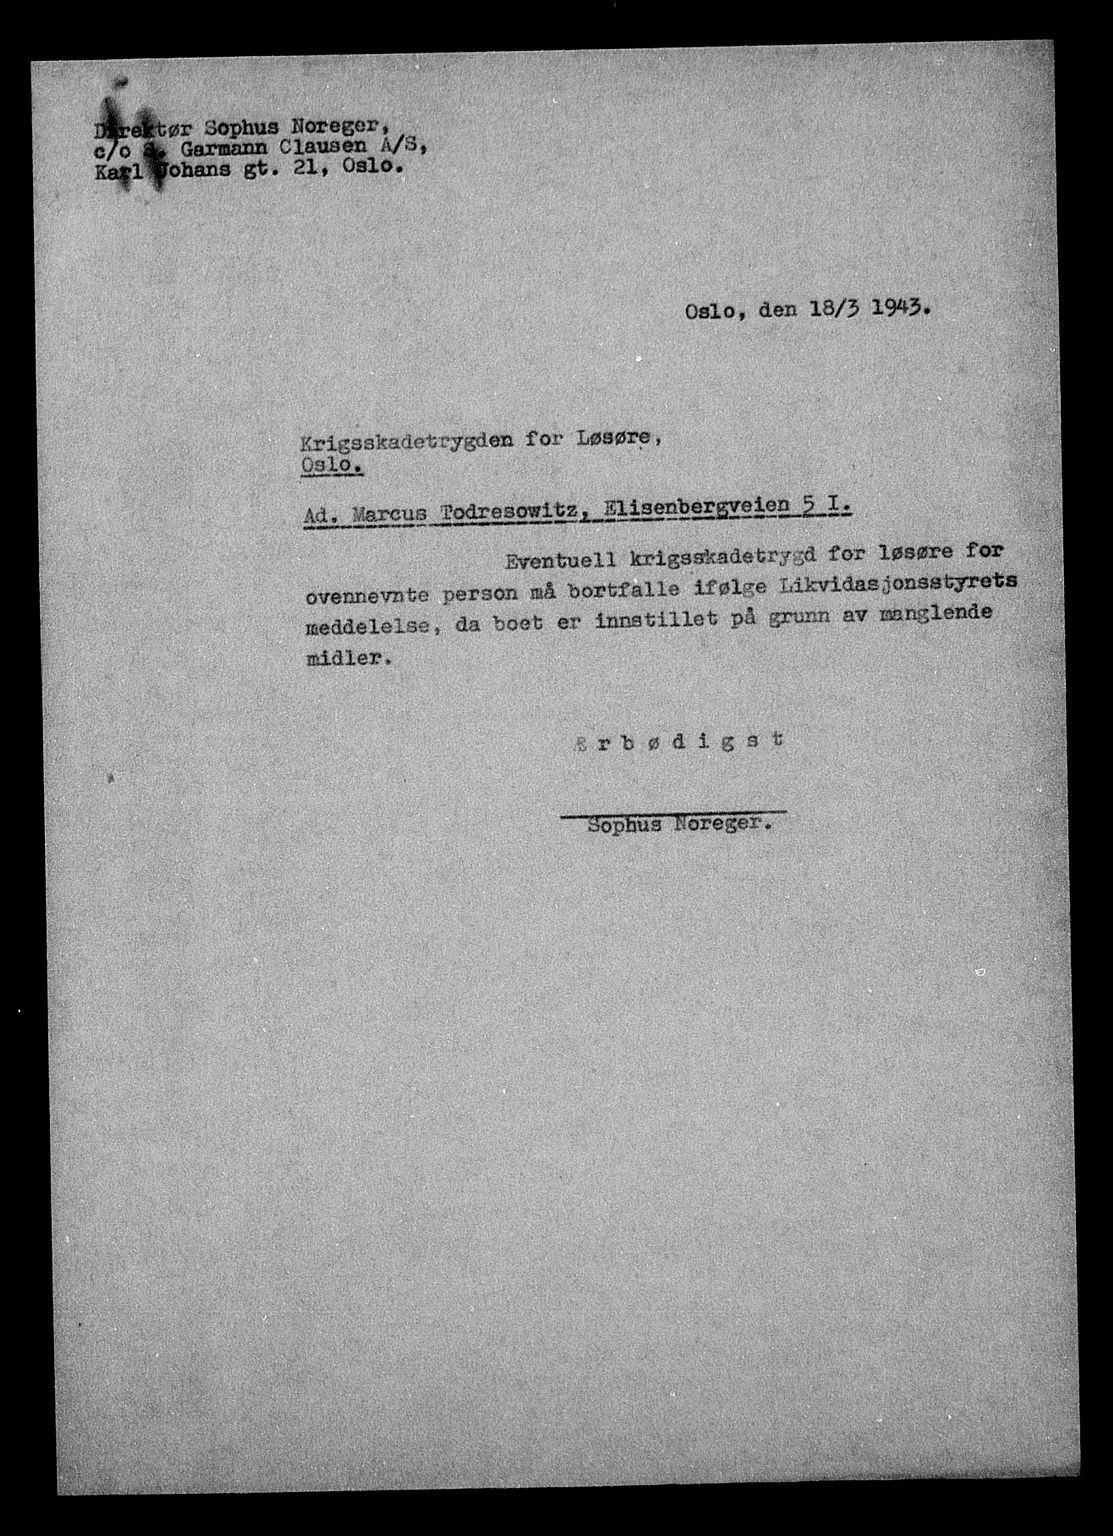 Direktør Sophus Noreger,
c/o S. Garmann Clausen A/S,
Karl Johans gt. 21, Oslo.
Oslo, den 18/3 1943.
Krigsskadetrygden for Løsøre,
Oslo.
Ad. Marcus Todresowitz, Elisenbergveien 5 I.
Eventuell krigsskadetrygd for løsøre for
ovennevnte person må bortfalle ifølge Likvidasjonsstyrets
meddelelse, da boet er innstillet på grunn av manglende
midler.
Ærbødigst
Sophus Noreger.